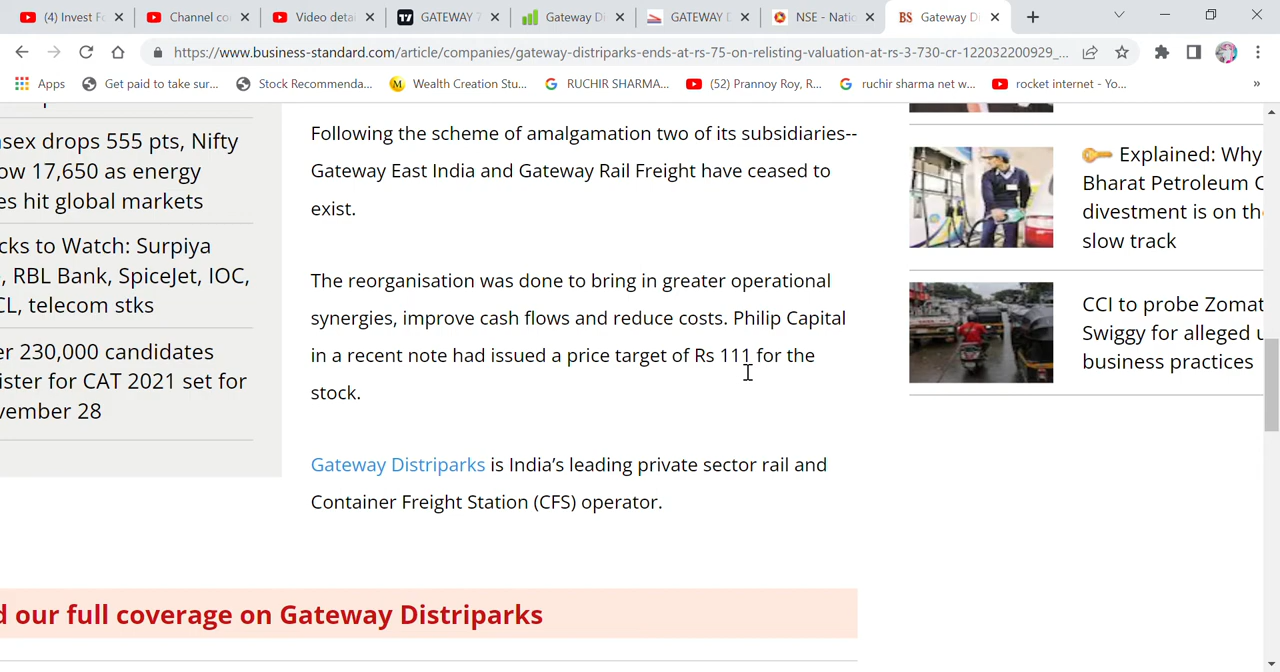 (4) Invest Fo
Channel co
Video deta
GATEWAY 7
Gateway Di
GATEWAY D
NSE - Natio
BS Gateway Di
https://www.business-standard.com/article/companies/gateway-distriparks-ends-at-rs-75-on-relisting-valuation-at-rs-3-730-cr-122032200929_...
Apps
Get paid to take sur...
Stock Recommenda...
Wealth Creation Stu...
RUCHIR SHARMA...
(52) Prannoy Roy, R...
ruchir sharma net w...
rocket internet - Yo...
»
nsex drops 555 pts, Nifty
ow 17,650 as energy
es hit global markets
cks to Watch: Surpiya
, RBL Bank, SpiceJet, IOC,
CL, telecom stks
er 230,000 candidates
ister for CAT 2021 set for
vember 28
Following the scheme of amalgamation two of its subsidiaries--
Gateway East India and Gateway Rail Freight have ceased to
exist.
The reorganisation was done to bring in greater operational
synergies, improve cash flows and reduce costs. Philip Capital
in a recent note had issued a price target of Rs 111 for the
stock.
Gateway Distriparks is India’s leading private sector rail and
Container Freight Station (CFS) operator.
d our full coverage on Gateway Distriparks
Explained: Why
Bharat Petroleum C
divestment is on the
slow track
CCI to probe Zomat
Swiggy for alleged u
business practices